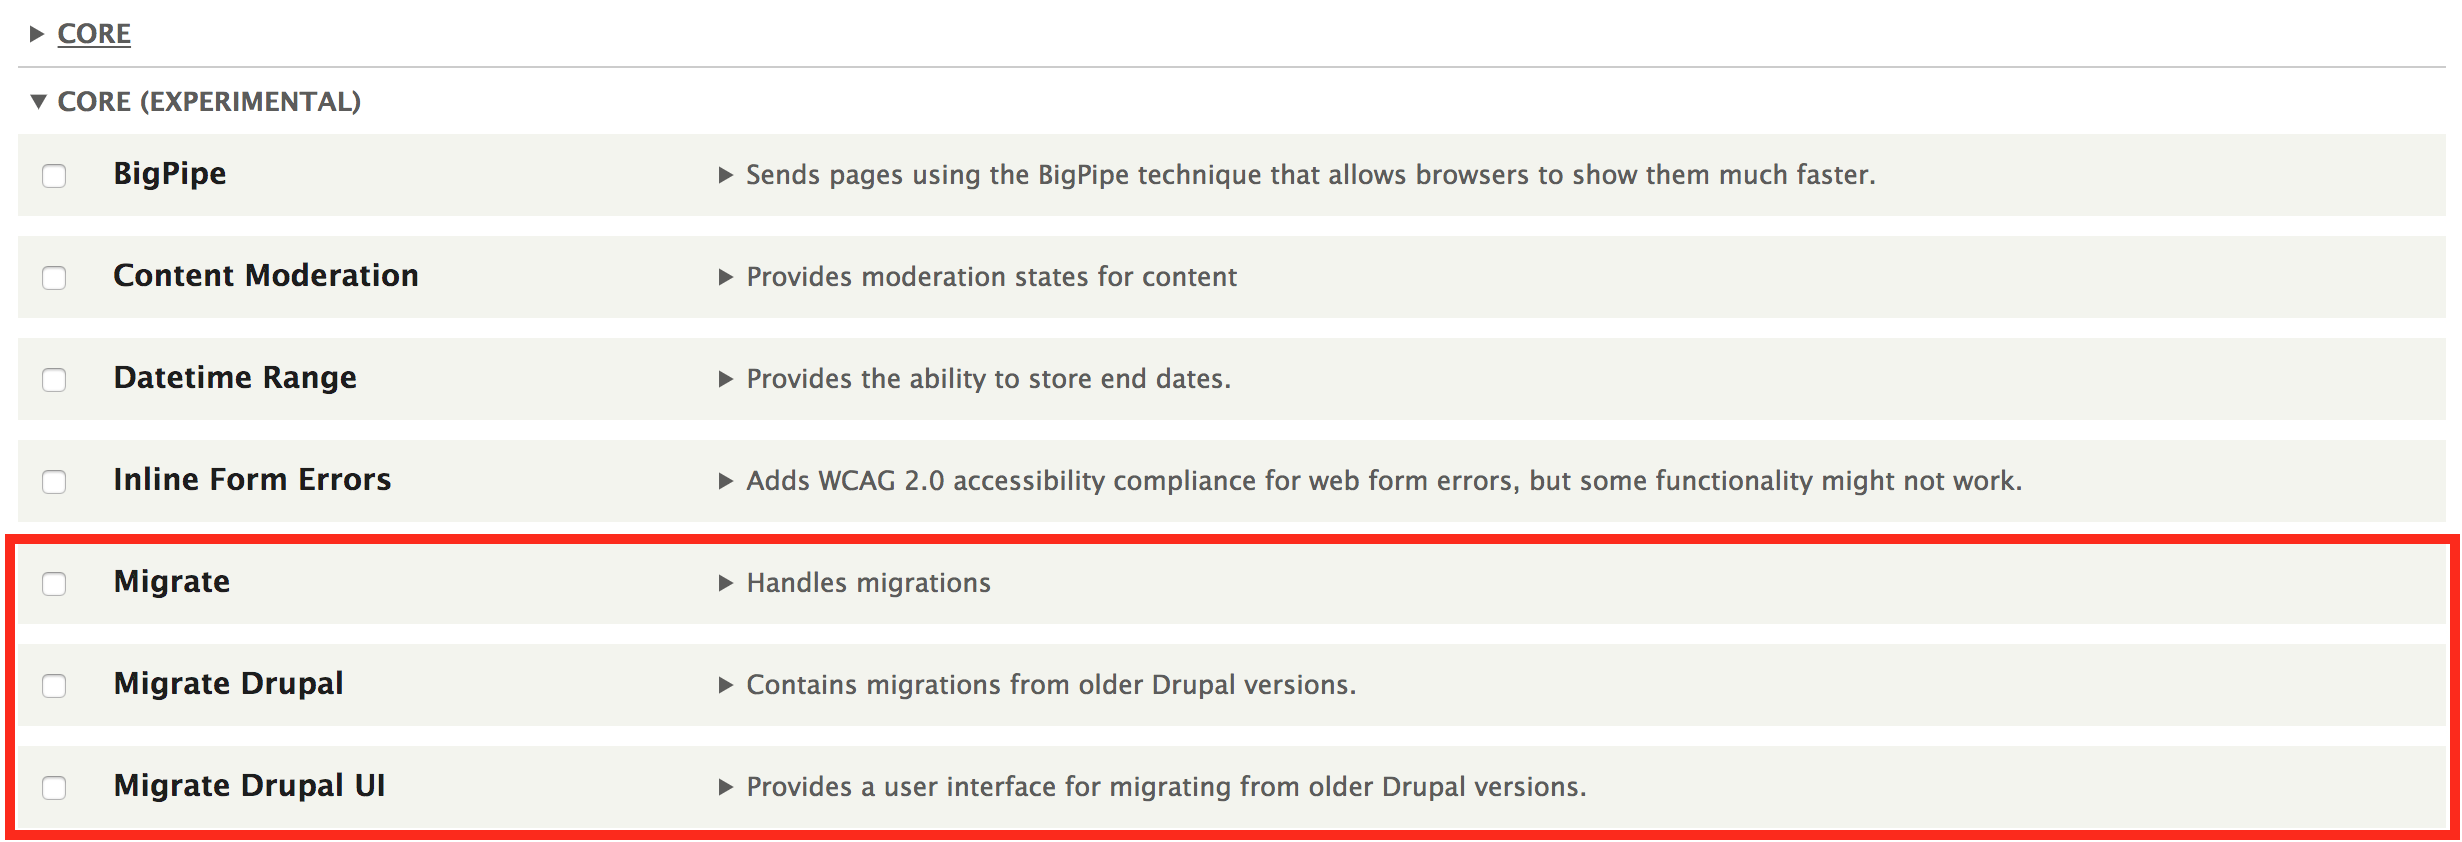 CORE
CORE (EXPERIMENTAL)
BigPipe Sends pages using the BigPipe technique that allows browsers to show them much faster.
Content Moderation Provides moderation states for content
Datetime Range Provides the ability to store end dates.
Inline Form Errors Adds WCAG 2.0 accessibility compliance for web form errors, but some functionality might not work.
Migrate Handles migrations
Migrate Drupal Contains migrations from older Drupal versions.
Migrate Drupal UI Provides a user interface for migrating from older Drupal versions.